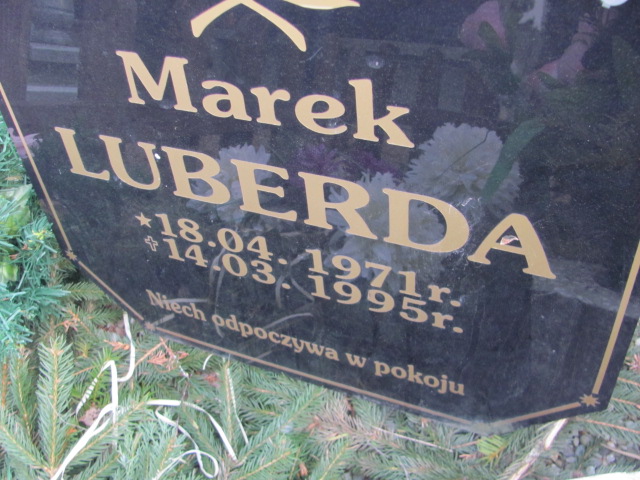 Marek
LUBERDA
★18.04. 1971r.
✞14.03. 1995r.
Niech odpoczywa w pokoju